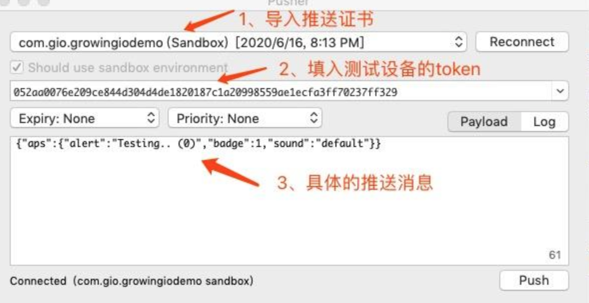 Pusher
1、导入推送证书
com.gio.growingiodemo (Sandbox) [2020/6/16, 8:13 PM]
Reconnect
Should use sandbox environment
2、填入测试设备的token
052aa0076e209ce844d304d4de1820187c1a20998559ae1ecfa3ff70237ff329
Expiry: None
Priority: None
Payload
Log
{"aps":{"alert":"Testing.. (0)","badge":1,"sound":"default"}}
3、具体的推送消息
61
Connected (com.gio.growingiodemo sandbox)
Push